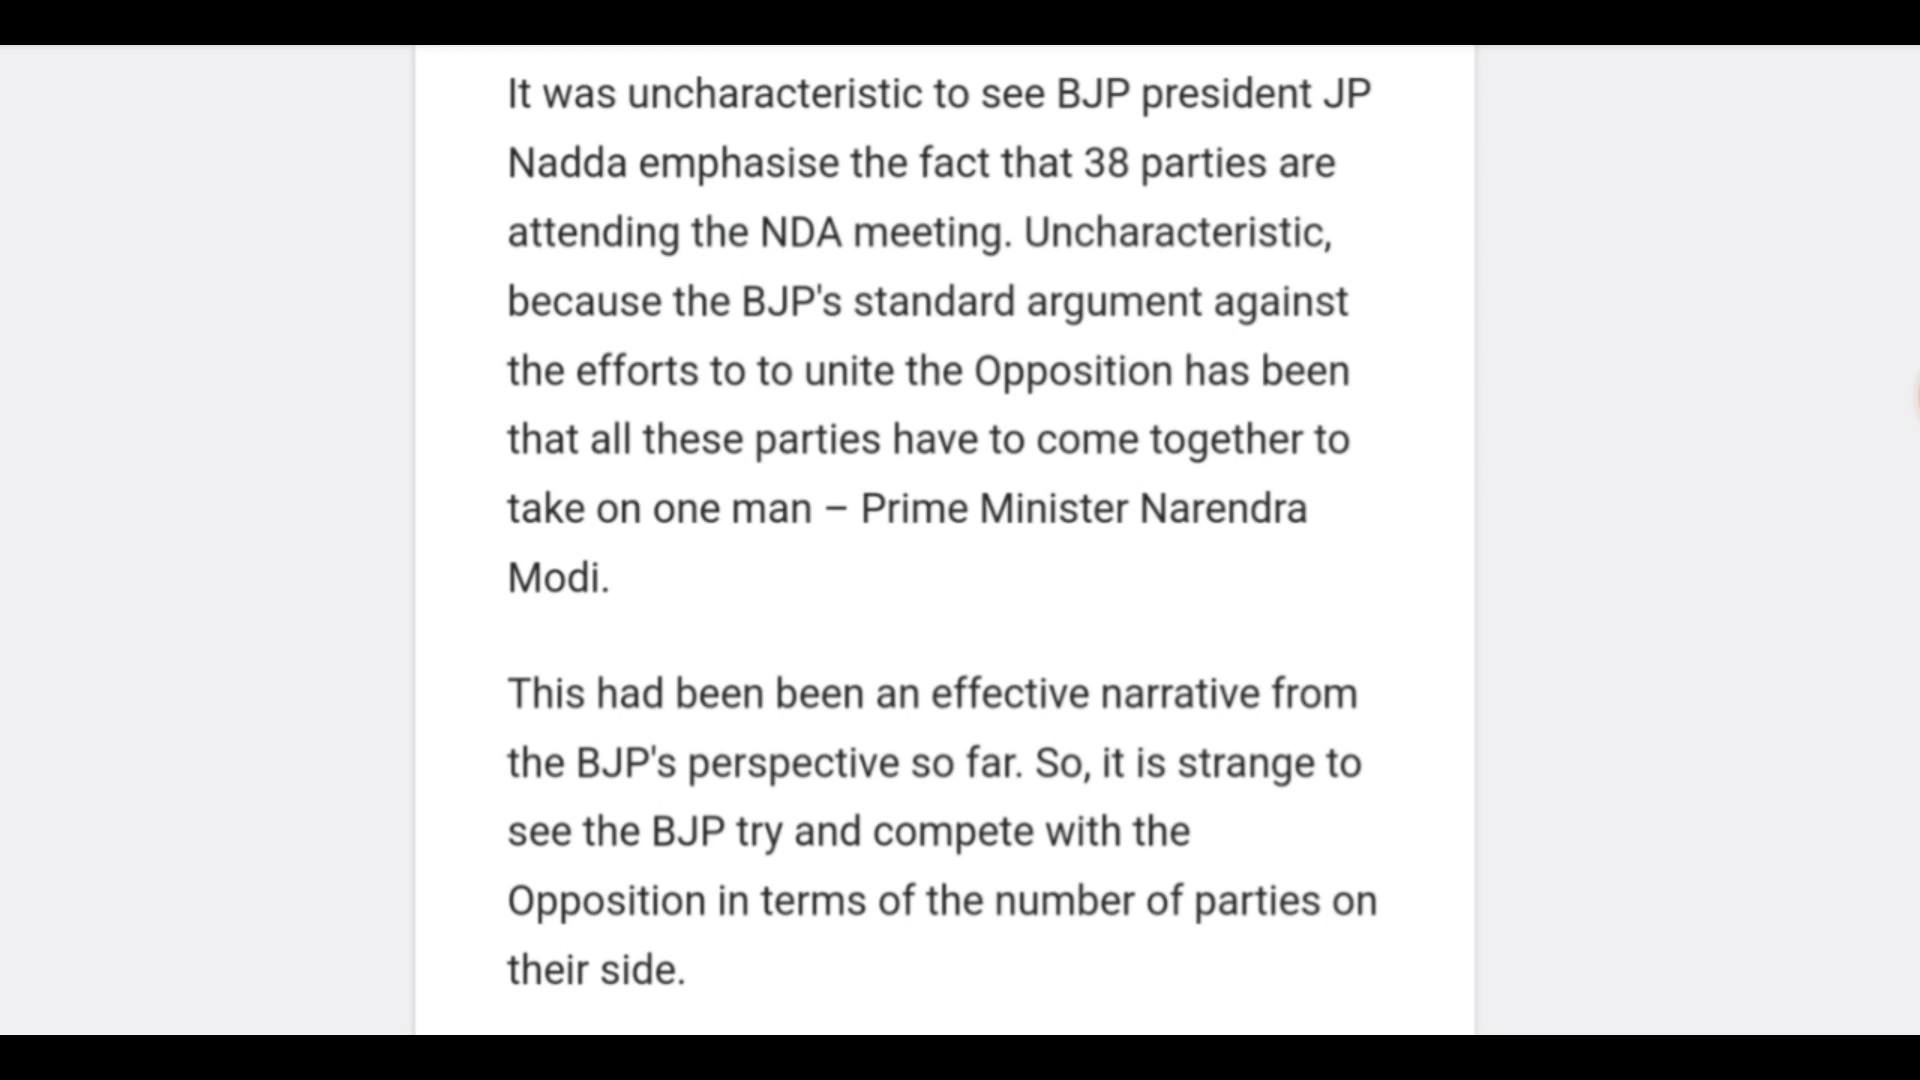 It was uncharacteristic to see BJP president JP
Nadda emphasise the fact that 38 parties are
attending the NDA meeting. Uncharacteristic,
because the BJP's standard argument against
the efforts to to unite the Opposition has been
that all these parties have to come together to
take on one man – Prime Minister Narendra
Modi.
This had been been an effective narrative from
the BJP's perspective so far. So, it is strange to
see the BJP try and compete with the
Opposition in terms of the number of parties on
their side.